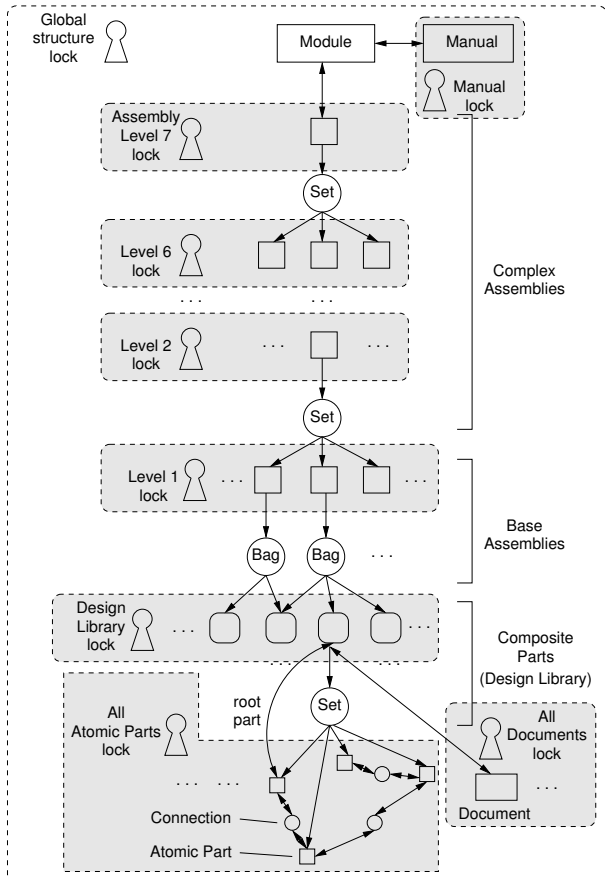 Global
structure
lock
Module
Manual
Manual
lock
Assembly
Level 7
lock
Set
Level 6
lock
. . .
. . .
Complex
Assemblies
Level 2
lock
. . .
. . .
Set
Level 1
lock
. . .
. . .
Base
Assemblies
Bag
Bag
. . .
Design
Library
lock
. . .
. . .
Composite
Parts
(Design Library)
. . .
. . .
root
part
Set
All
Atomic Parts
lock
All
Documents
lock
. . .
. . .
. . .
Document
Connection
Atomic Part